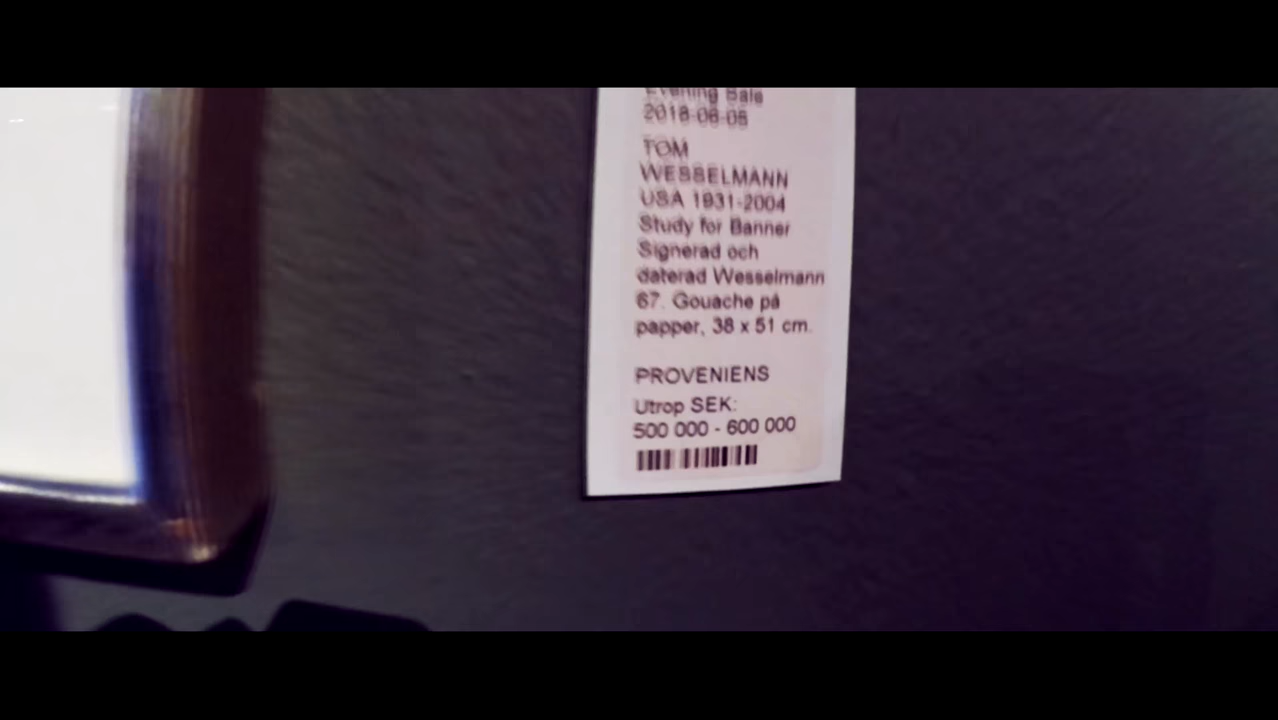 Evening Sale
2018-06-05
TOM
WESSELMANN
USA 1931-2004
Study for Banner
Signerad och
daterad Wesselmann
67. Gouache på
papper, 38 x 51 cm.
PROVENIENS
Utrop SEK:
500 000 - 600 000